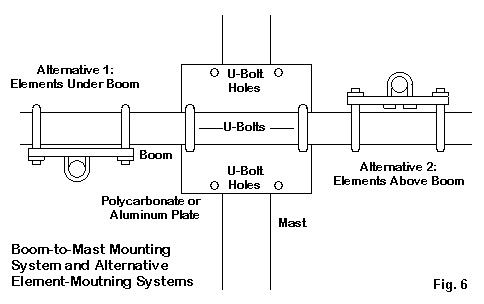 Alternative 1:
Elements Under Boom
U-Bolt
Holes
U-Bolts
Boom
Alternative 2:
Elements Above Boom
U-Bolt
Holes
Polycarbonate or
Aluminum Plate
Mast
Boom-to-Mast Mounting
System and Alternative
Element-Moutning Systems
Fig. 6